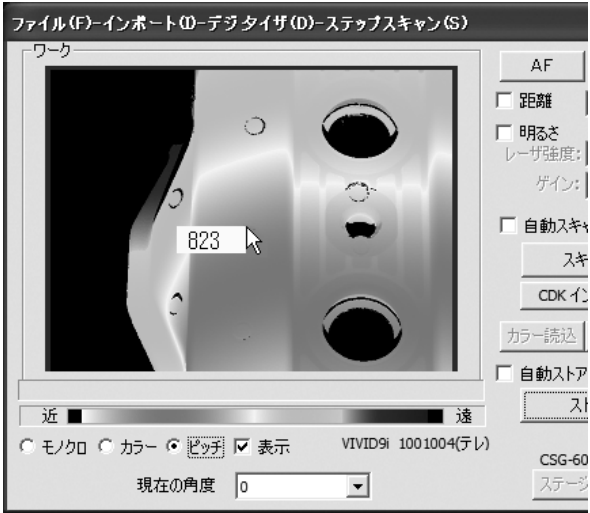 ファイル(F)-インポート(I)-デジタイザ(D)-ステップスキャン(S)
ワーク
AF
距離
明るさ
レーザ強度:
ゲイン:
823
自動スキャ
スキ
CDK イン
カラー読込
自動ストア
近 遠
スト
モノクロ カラー ピッチ 表示 VIVID9i 1001004(テレ)
CSG-60
現在の角度 0
ステージ